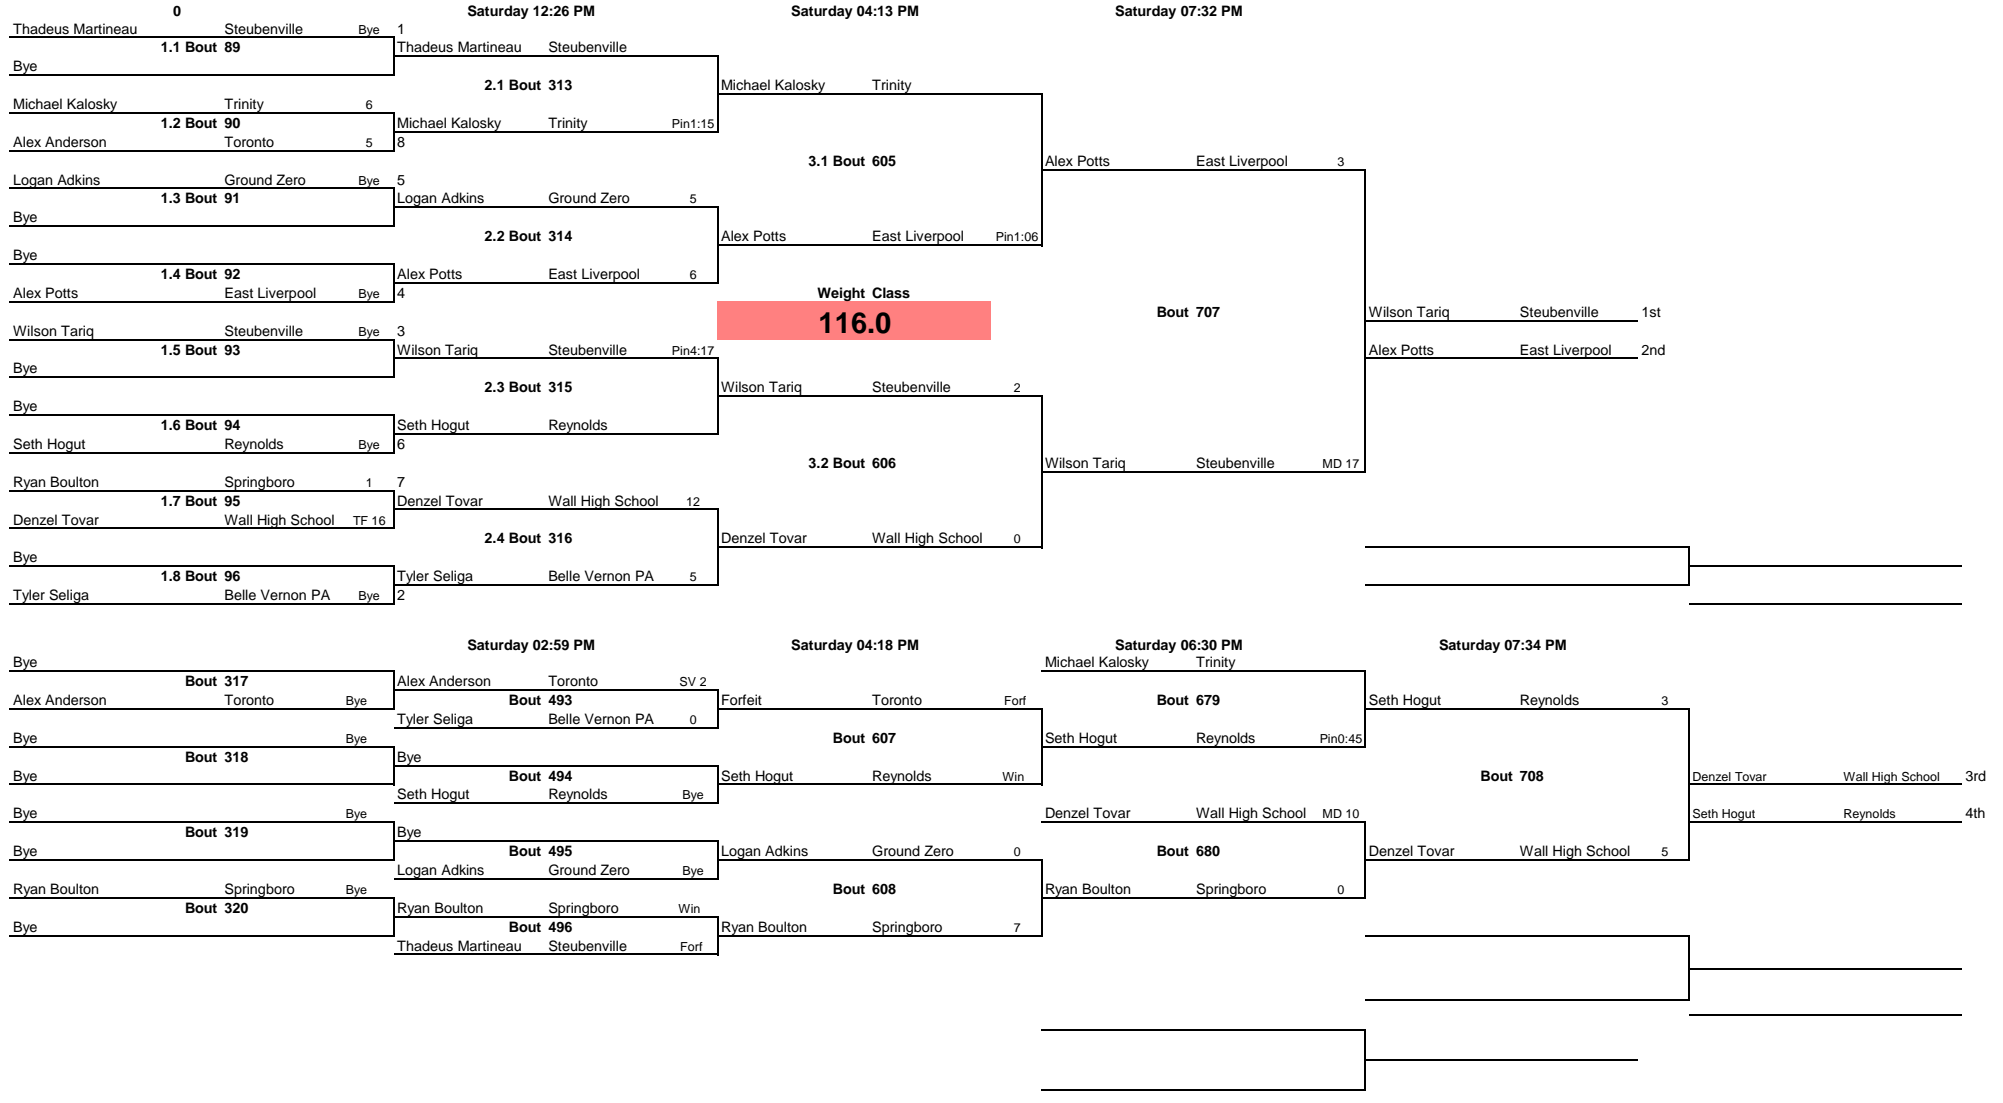 0 Saturday 12:26 PM Saturday 04:13 PM Saturday 07:32 PM
Thadeus Martineau Steubenville Bye 1
1.1 Bout 89 Thadeus Martineau Steubenville
Bye
2.1 Bout 313 Michael Kalosky Trinity
Michael Kalosky Trinity 6
1.2 Bout 90 Michael Kalosky Trinity Pin1:15
Alex Anderson Toronto 5 8
3.1 Bout 605 Alex Potts East Liverpool 3
Logan Adkins Ground Zero Bye 5
1.3 Bout 91 Logan Adkins Ground Zero 5
Bye
2.2 Bout 314 Alex Potts East Liverpool Pin1:06
Bye
1.4 Bout 92 Alex Potts East Liverpool 6
Alex Potts East Liverpool Bye 4 Weight Class
Bout 707 Wilson Tariq Steubenville 1st
116.0
Wilson Tariq Steubenville Bye 3
1.5 Bout 93 Wilson Tariq Steubenville Pin4:17 Alex Potts East Liverpool 2nd
Bye
2.3 Bout 315 Wilson Tariq Steubenville 2
Bye
1.6 Bout 94 Seth Hogut Reynolds
Seth Hogut Reynolds Bye 6
3.2 Bout 606 Wilson Tariq Steubenville MD 17
Ryan Boulton Springboro 1 7
1.7 Bout 95 Denzel Tovar Wall High School 12
Denzel Tovar Wall High School TF 16
2.4 Bout 316 Denzel Tovar Wall High School 0
Bye
1.8 Bout 96 Tyler Seliga Belle Vernon PA 5
Tyler Seliga Belle Vernon PA Bye 2
Saturday 02:59 PM Saturday 04:18 PM Saturday 06:30 PM Saturday 07:34 PM
Bye Michael Kalosky Trinity
Bout 317 Alex Anderson Toronto SV 2
Alex Anderson Toronto Bye Bout 493 Forfeit Toronto Forf Bout 679 Seth Hogut Reynolds 3
Tyler Seliga Belle Vernon PA 0
Bye Bye Bout 607 Seth Hogut Reynolds Pin0:45
Bout 318 Bye
Bye Bout 494 Seth Hogut Reynolds Win Bout 708 Denzel Tovar Wall High School 3rd
Seth Hogut Reynolds Bye
Bye Bye Denzel Tovar Wall High School MD 10 Seth Hogut Reynolds 4th
Bout 319 Bye
Bye Bout 495 Logan Adkins Ground Zero 0 Bout 680 Denzel Tovar Wall High School 5
Logan Adkins Ground Zero Bye
Ryan Boulton Springboro Bye Bout 608 Ryan Boulton Springboro 0
Bout 320 Ryan Boulton Springboro Win
Bye Bout 496 Ryan Boulton Springboro 7
Thadeus Martineau Steubenville Forf